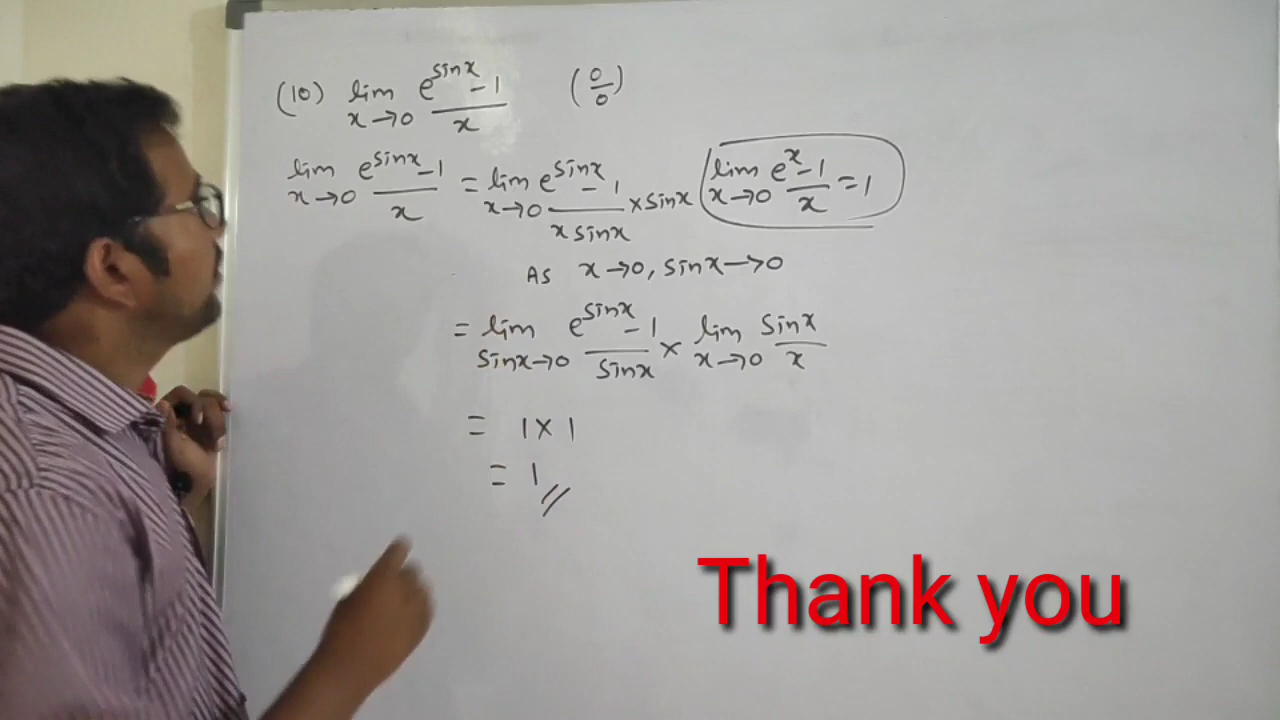 (10) lim x→0 e^sinx - 1 / x (0/0)
lim x→0 e^sinx - 1 / x = lim x→0 e^sinx - 1 / x sinx × sinx lim x→0 e^x - 1 / x = 1
As x→0, sinx→0
= lim sinx→0 e^sinx - 1 / sinx × lim x→0 sinx / x
= 1 × 1
= 1 //
Thank you